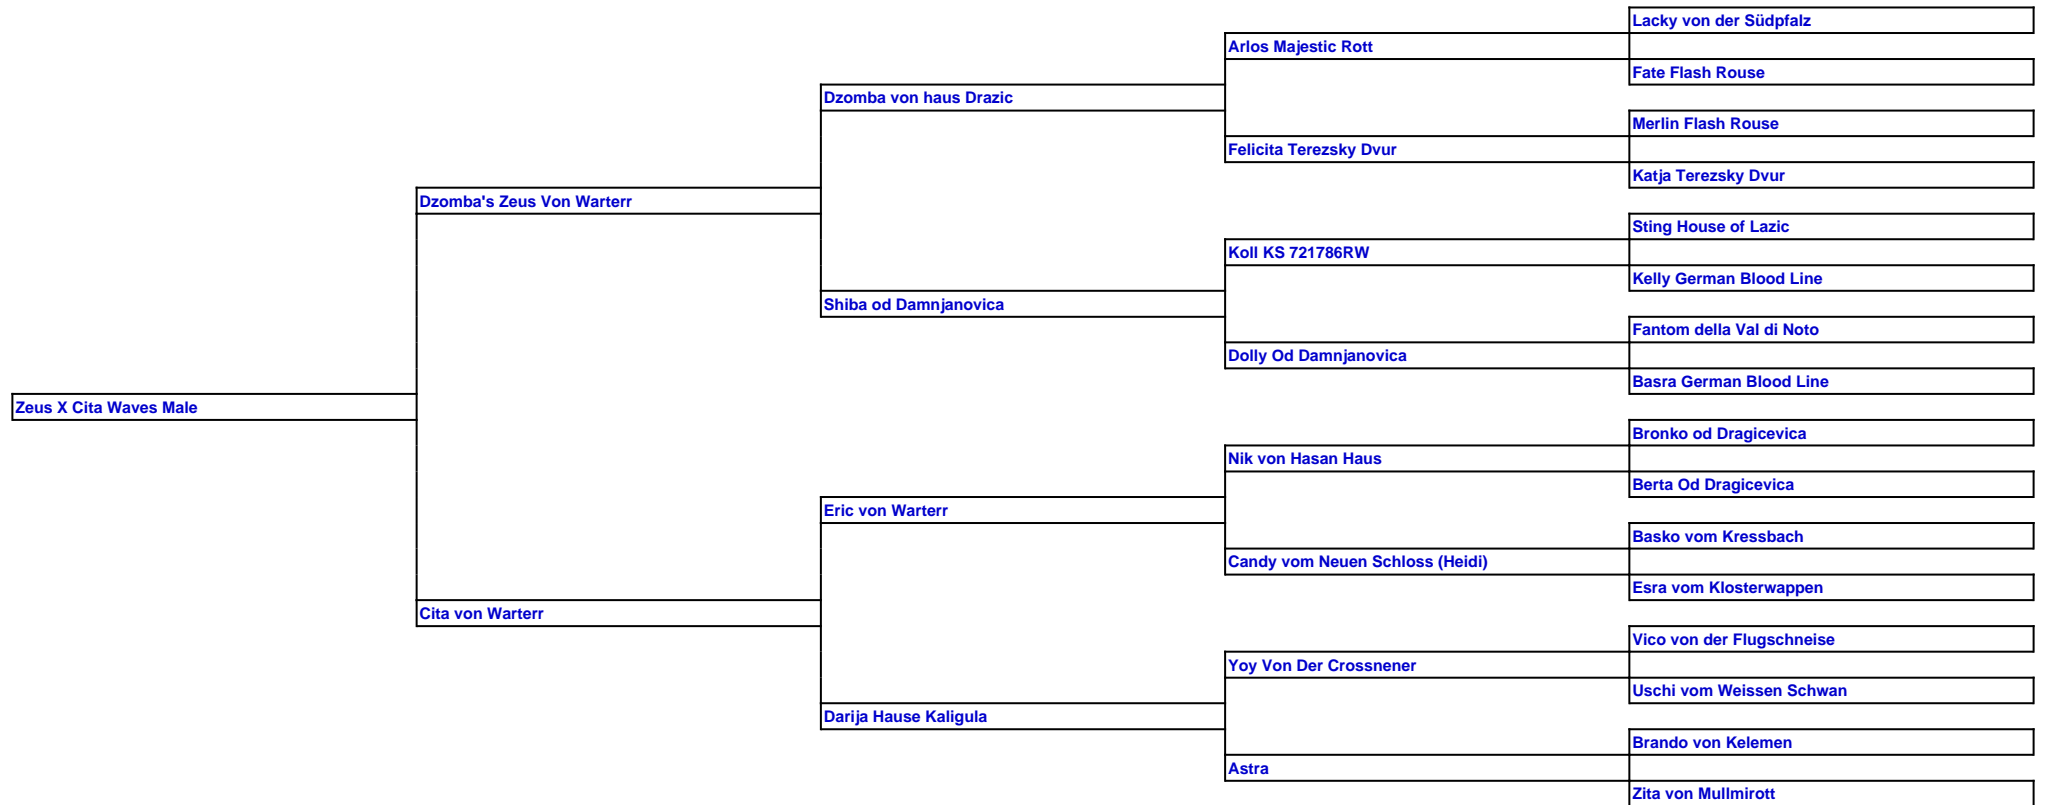 Lacky von der Südpfalz
Arlos Majestic Rott
Fate Flash Rouse
Dzomba von haus Drazic
Merlin Flash Rouse
Felicita Terezsky Dvur
Katja Terezsky Dvur
Dzomba's Zeus Von Warterr
Sting House of Lazic
Koll KS 721786RW
Kelly German Blood Line
Shiba od Damnjanovica
Fantom della Val di Noto
Dolly Od Damnjanovica
Basra German Blood Line
Zeus X Cita Waves Male
Bronko od Dragicevica
Nik von Hasan Haus
Berta Od Dragicevica
Eric von Warterr
Basko vom Kressbach
Candy vom Neuen Schloss (Heidi)
Esra vom Klosterwappen
Cita von Warterr
Vico von der Flugschneise
Yoy Von Der Crossnener
Uschi vom Weissen Schwan
Darija Hause Kaligula
Brando von Kelemen
Astra
Zita von Mullmirott